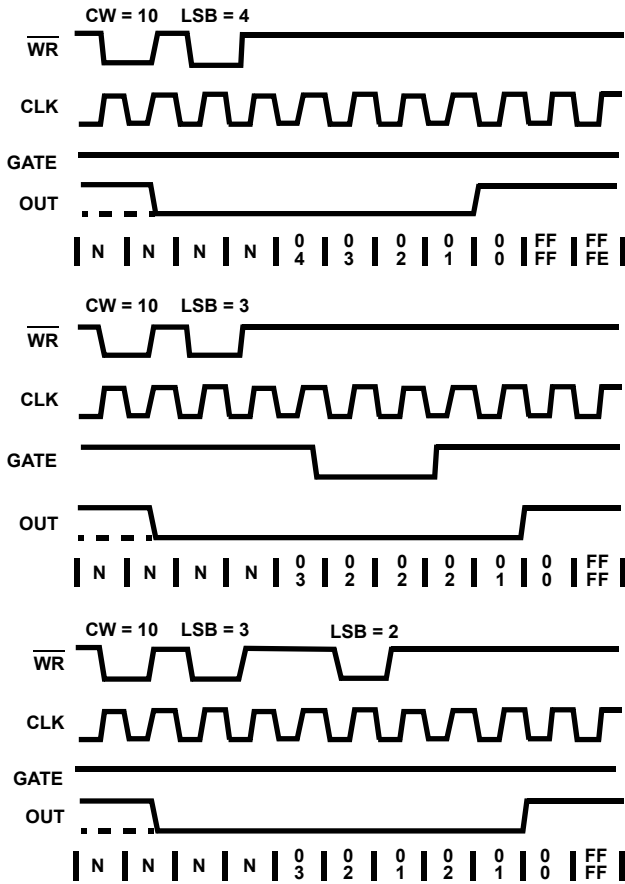 CW = 10 LSB = 4
WR
CLK
GATE
OUT
N N N N 0 0 0 0 0 FF FF
4 3 2 1 0 FF FE
CW = 10 LSB = 3
WR
CLK
GATE
OUT
N N N N 0 0 0 0 0 0 FF
3 2 2 2 1 0 FF
CW = 10 LSB = 3 LSB = 2
WR
CLK
GATE
OUT
N N N N 0 0 0 0 0 0 FF
3 2 1 2 1 0 FF